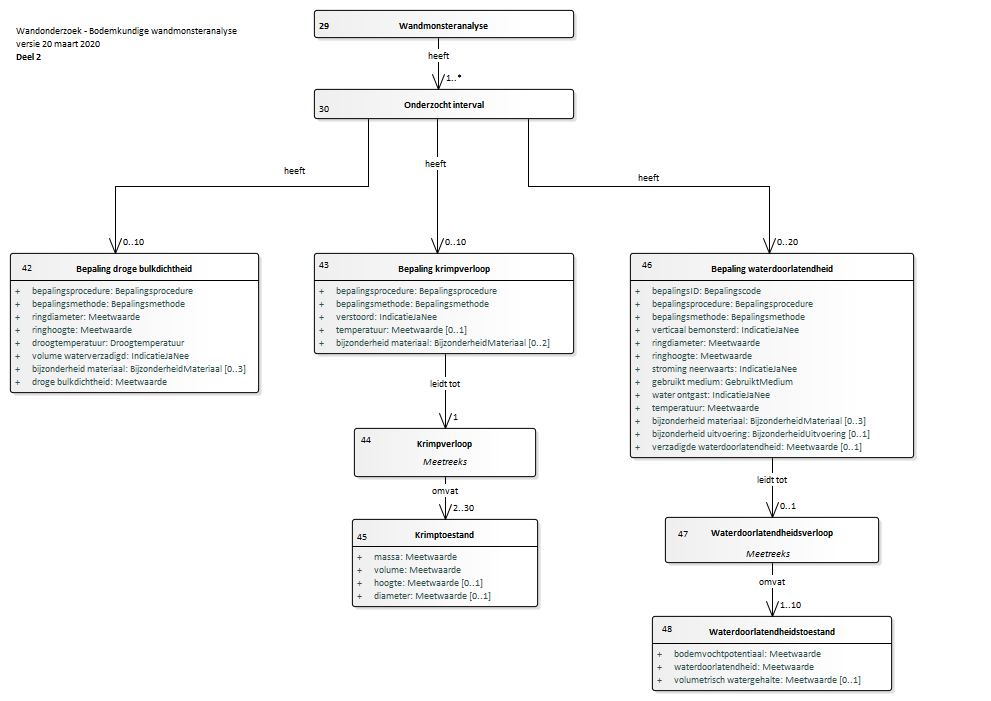 Wandonderzoek - Bodemkundige wandmonsteranalyse
versie 20 maart 2020
Deel 2
29 Wandmonsteranalyse
heeft
1..*
30 Onderzocht interval
heeft
heeft
heeft
0..10
0..10
0..20
42 Bepaling droge bulkdichtheid
+ bepalingsprocedure: Bepalingsprocedure
+ bepalingsmethode: Bepalingsmethode
+ ringdiameter: Meetwaarde
+ ringhoogte: Meetwaarde
+ droogtemperatuur: Droogtemperatuur
+ volume waterverzadigd: IndicatieJaNee
+ bijzonderheid materiaal: BijzonderheidMateriaal [0..3]
+ droge bulkdichtheid: Meetwaarde
43 Bepaling krimpverloop
+ bepalingsprocedure: Bepalingsprocedure
+ bepalingsmethode: Bepalingsmethode
+ verstoord: IndicatieJaNee
+ temperatuur: Meetwaarde [0..1]
+ bijzonderheid materiaal: BijzonderheidMateriaal [0..2]
leidt tot
1
44 Krimpverloop
Meetreeks
omvat
2..30
45 Krimptoestand
+ massa: Meetwaarde
+ volume: Meetwaarde
+ hoogte: Meetwaarde [0..1]
+ diameter: Meetwaarde [0..1]
46 Bepaling waterdoorlatendheid
+ bepalingsID: Bepalingscode
+ bepalingsprocedure: Bepalingsprocedure
+ bepalingsmethode: Bepalingsmethode
+ verticaal bemonsterd: IndicatieJaNee
+ ringdiameter: Meetwaarde
+ ringhoogte: Meetwaarde
+ stroming neerwaarts: IndicatieJaNee
+ gebruikt medium: GebruiktMedium
+ water ontgast: IndicatieJaNee
+ temperatuur: Meetwaarde
+ bijzonderheid materiaal: BijzonderheidMateriaal [0..3]
+ bijzonderheid uitvoering: BijzonderheidUitvoering [0..1]
+ verzadigde waterdoorlatendheid: Meetwaarde [0..1]
leidt tot
0..1
47 Waterdoorlatendheidsverloop
Meetreeks
omvat
1..10
48 Waterdoorlatendheidstoestand
+ bodemvochtpotentiaal: Meetwaarde
+ waterdoorlatendheid: Meetwaarde
+ volumetrisch watergehalte: Meetwaarde [0..1]